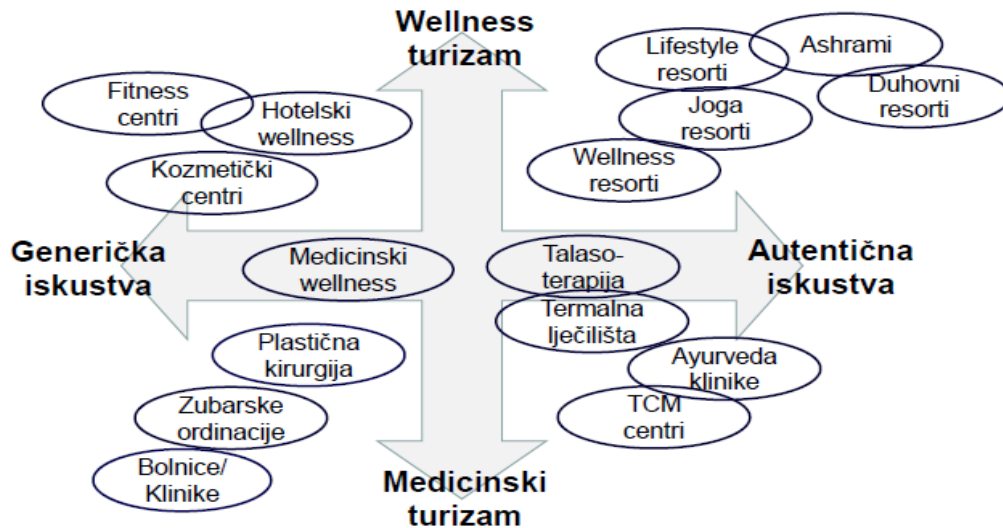 Wellness
turizam
Fitness
centri
Hotelski
wellness
Kozmetički
centri
Lifestyle
resorti
Ashrami
Duhovni
resorti
Joga
resorti
Wellness
resorti
Generička
iskustva
Medicinski
wellness
Talaso-
terapija
Autentična
iskustva
Termalna
lječilišta
Plastična
kirurgija
Ayurveda
klinike
Zubarske
ordinacije
TCM
centri
Bolnice/
Klinike
Medicinski
turizam